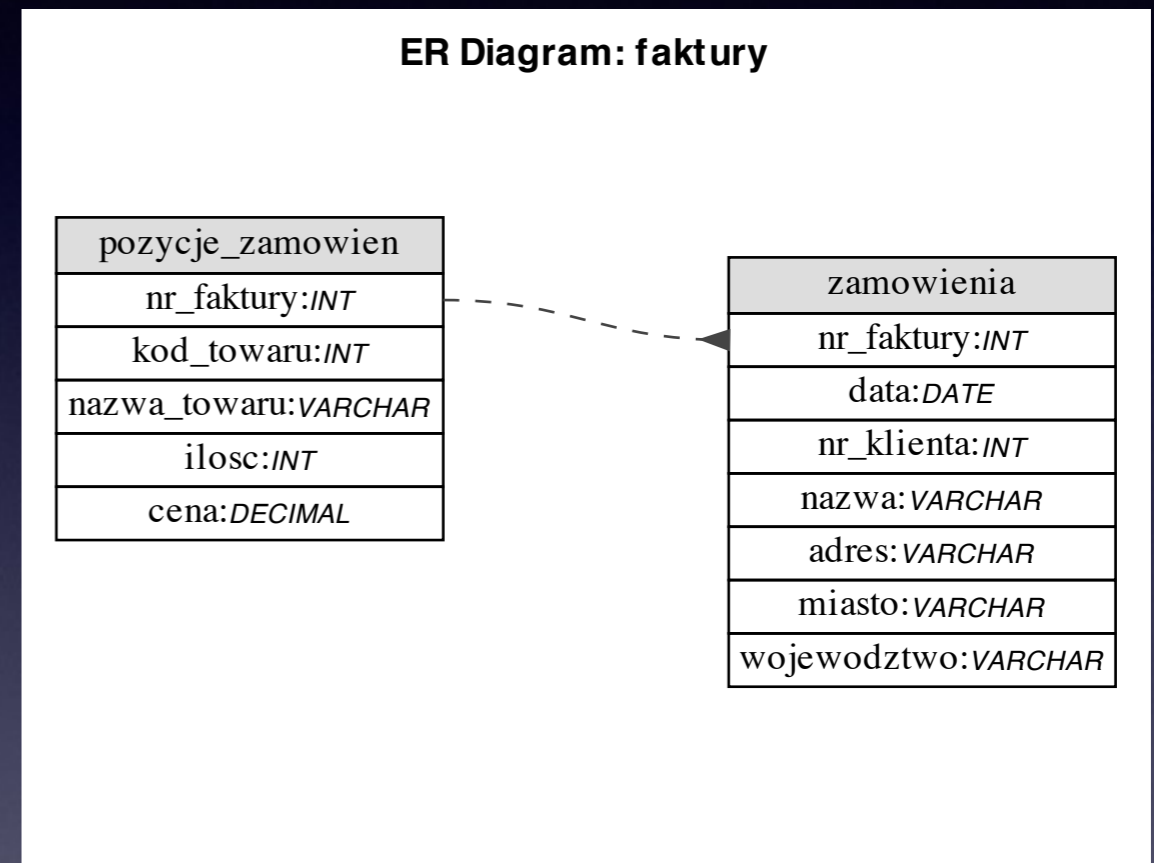 ER Diagram: faktury
pozycje_zamowien
nr_faktury:INT
kod_towaru:INT
nazwa_towaru:VARCHAR
ilosc:INT
cena:DECIMAL
zamowienia
nr_faktury:INT
data:DATE
nr_klienta:INT
nazwa:VARCHAR
adres:VARCHAR
miasto:VARCHAR
wojewodztwo:VARCHAR